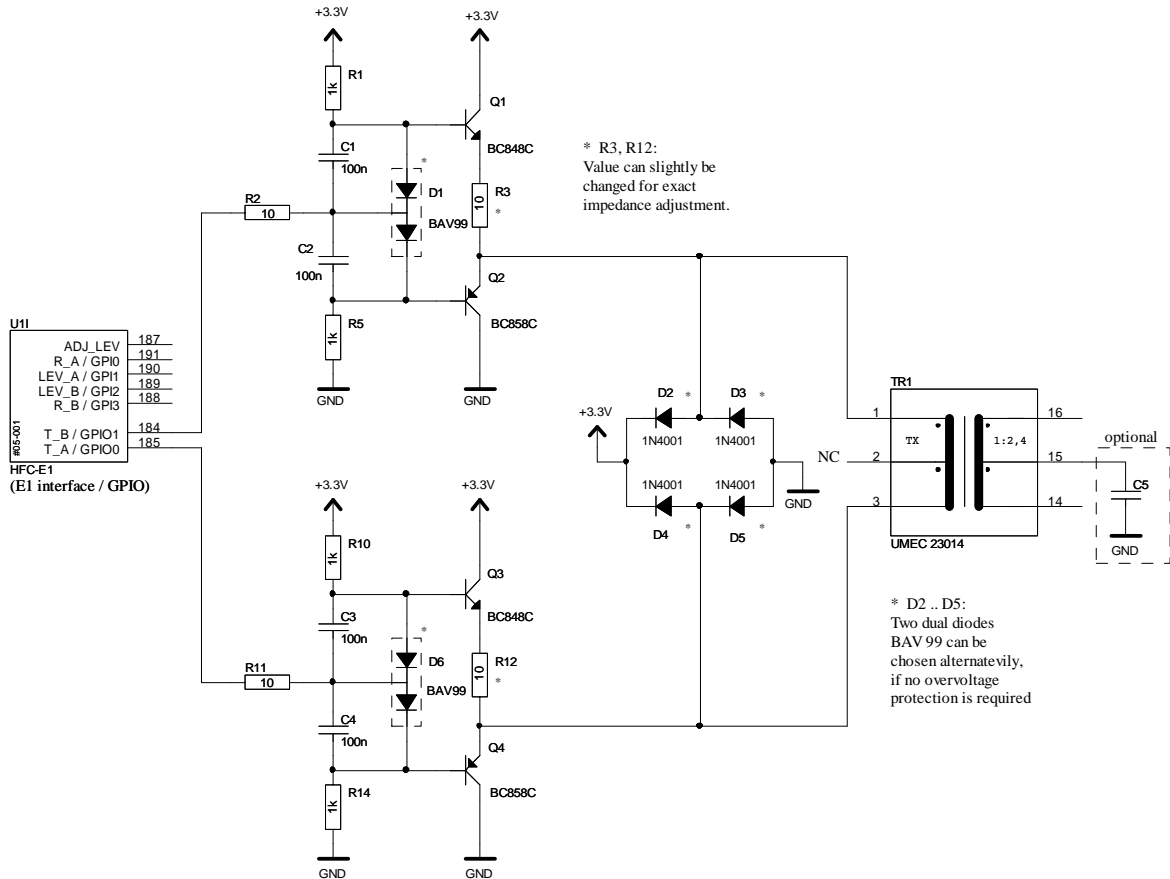 +3.3V
+3.3V
R1
1k
Q1
BC848C
C1
100n
*
D1
BAV99
R3
10
*
* R3, R12:
Value can slightly be
changed for exact
impedance adjustment.
R2
10
C2
100n
Q2
BC858C
R5
1k
GND
GND
U1I
ADJ_LEV 187
R_A / GPI0 191
LEV_A / GPI1 190
LEV_B / GPI2 189
R_B / GPI3 188
T_B / GPIO1 184
T_A / GPIO0 185
#05-001
HFC-E1
(E1 interface / GPIO)
+3.3V
D2 *
D3 *
1N4001
1N4001
1N4001
1N4001
D4 *
D5 *
GND
NC
TR1
1
2
3
TX
1:2,4
16
15
14
UMEC 23014
optional
C5
GND
* D2 .. D5:
Two dual diodes
BAV 99 can be
chosen alternatevily,
if no overvoltage
protection is required
+3.3V
+3.3V
R10
1k
Q3
BC848C
C3
100n
*
D6
BAV99
R12
10
*
R11
10
C4
100n
Q4
BC858C
R14
1k
GND
GND